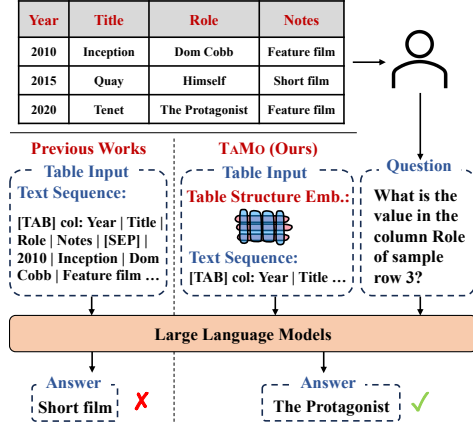 Year Title Role Notes
2010 Inception Dom Cobb Feature film
2015 Quay Himself Short film
2020 Tenet The Protagonist Feature film
Previous Works
Table Input
Text Sequence:
[TAB] col: Year | Title |
Role | Notes | [SEP] |
2010 | Inception | Dom
Cobb | Feature film ...
TAMO (Ours)
Table Input
Table Structure Emb.:
Text Sequence:
[TAB] col: Year | Title ...
Question
What is the
value in the
column Role
of sample
row 3?
Large Language Models
Answer
Short film ✗
Answer
The Protagonist ✓